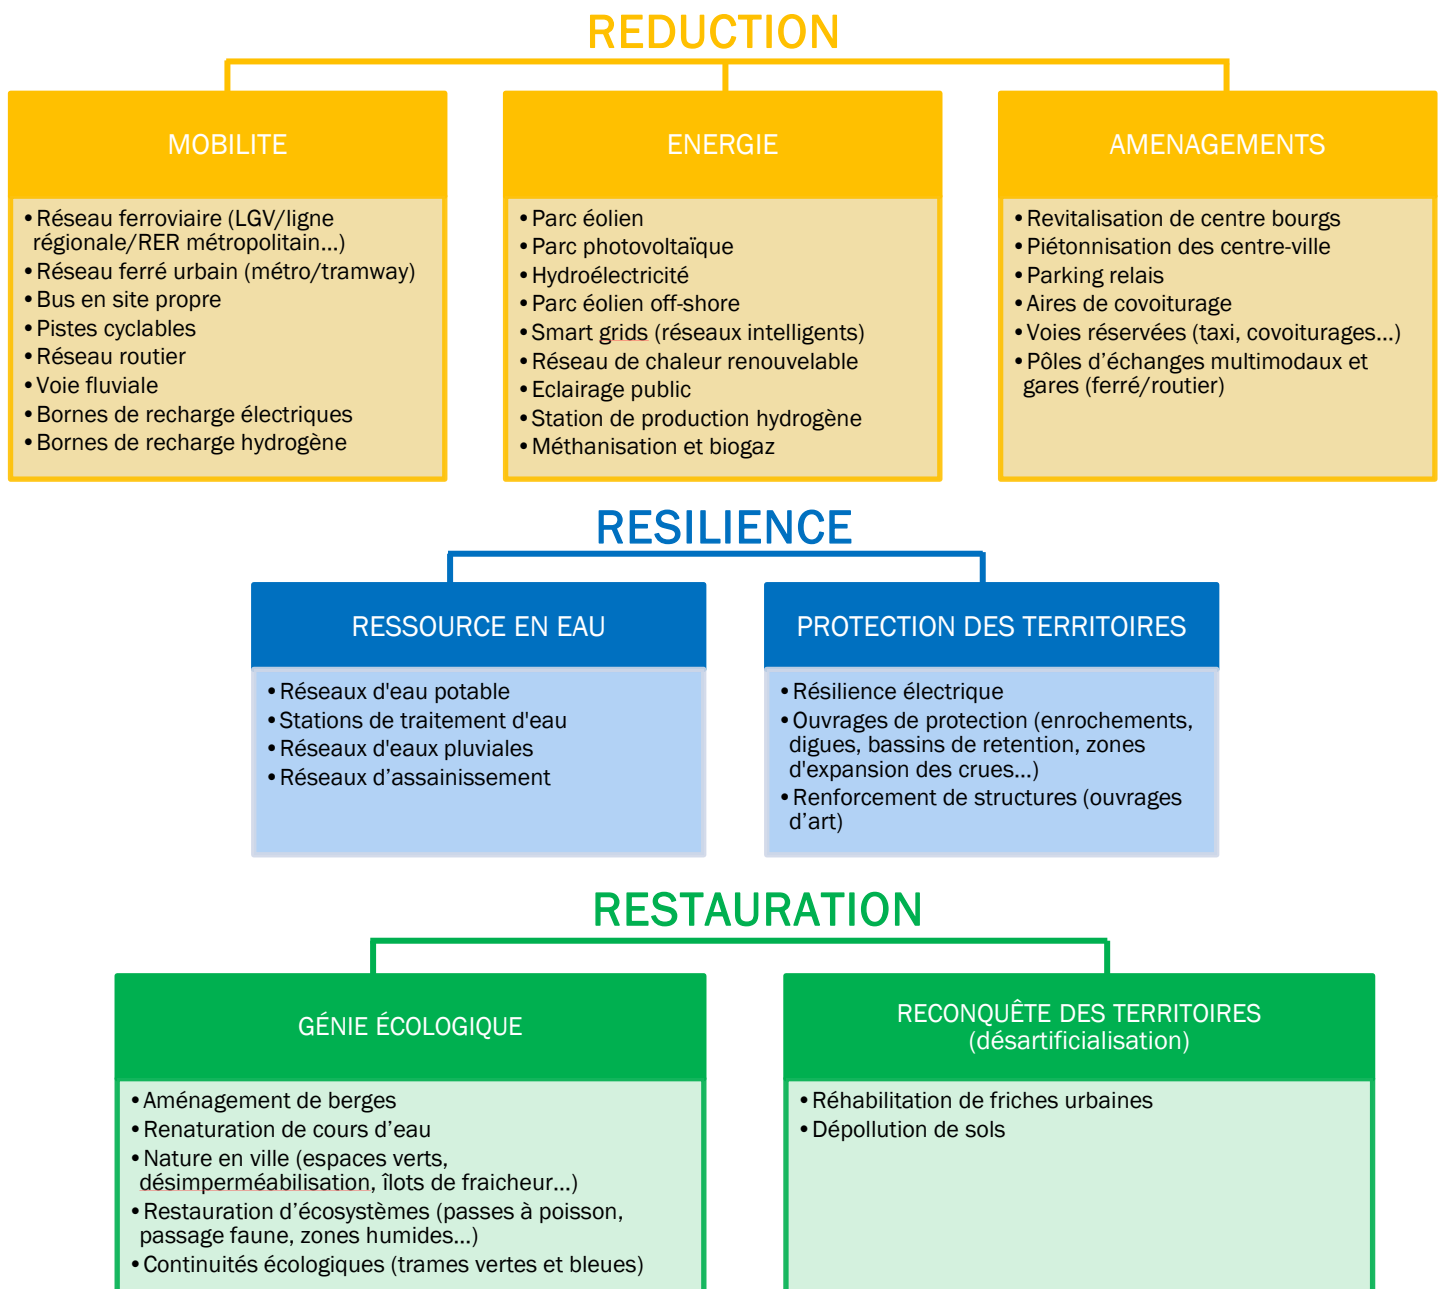 REDUCTION
MOBILITE
•Réseau ferroviaire (LGV/ligne
régionale/RER métropolitain...)
•Réseau ferré urbain (métro/tramway)
•Bus en site propre
•Pistes cyclables
•Réseau routier
•Voie fluviale
•Bornes de recharge électriques
•Bornes de recharge hydrogène
ENERGIE
•Parc éolien
•Parc photovoltaïque
•Hydroélectricité
•Parc éolien off-shore
•Smart grids (réseaux intelligents)
•Réseau de chaleur renouvelable
•Eclairage public
•Station de production hydrogène
•Méthanisation et biogaz
AMENAGEMENTS
•Revitalisation de centre bourgs
•Piétonnisation des centre-ville
•Parking relais
•Aires de covoiturage
•Voies réservées (taxi, covoiturages...)
•Pôles d’échanges multimodaux et
gares (ferré/routier)
RESILIENCE
RESSOURCE EN EAU
•Réseaux d'eau potable
•Stations de traitement d'eau
•Réseaux d'eaux pluviales
•Réseaux d’assainissement
PROTECTION DES TERRITOIRES
•Résilience électrique
•Ouvrages de protection (enrochements,
digues, bassins de retention, zones
d'expansion des crues...)
•Renforcement de structures (ouvrages
d’art)
RESTAURATION
GÉNIE ÉCOLOGIQUE
•Aménagement de berges
•Renaturation de cours d’eau
•Nature en ville (espaces verts,
désimperméabilisation, îlots de fraicheur...)
•Restauration d’écosystèmes (passes à poisson,
passage faune, zones humides...)
•Continuités écologiques (trames vertes et bleues)
RECONQUÊTE DES TERRITOIRES
(désartificialisation)
•Réhabilitation de friches urbaines
•Dépollution de sols